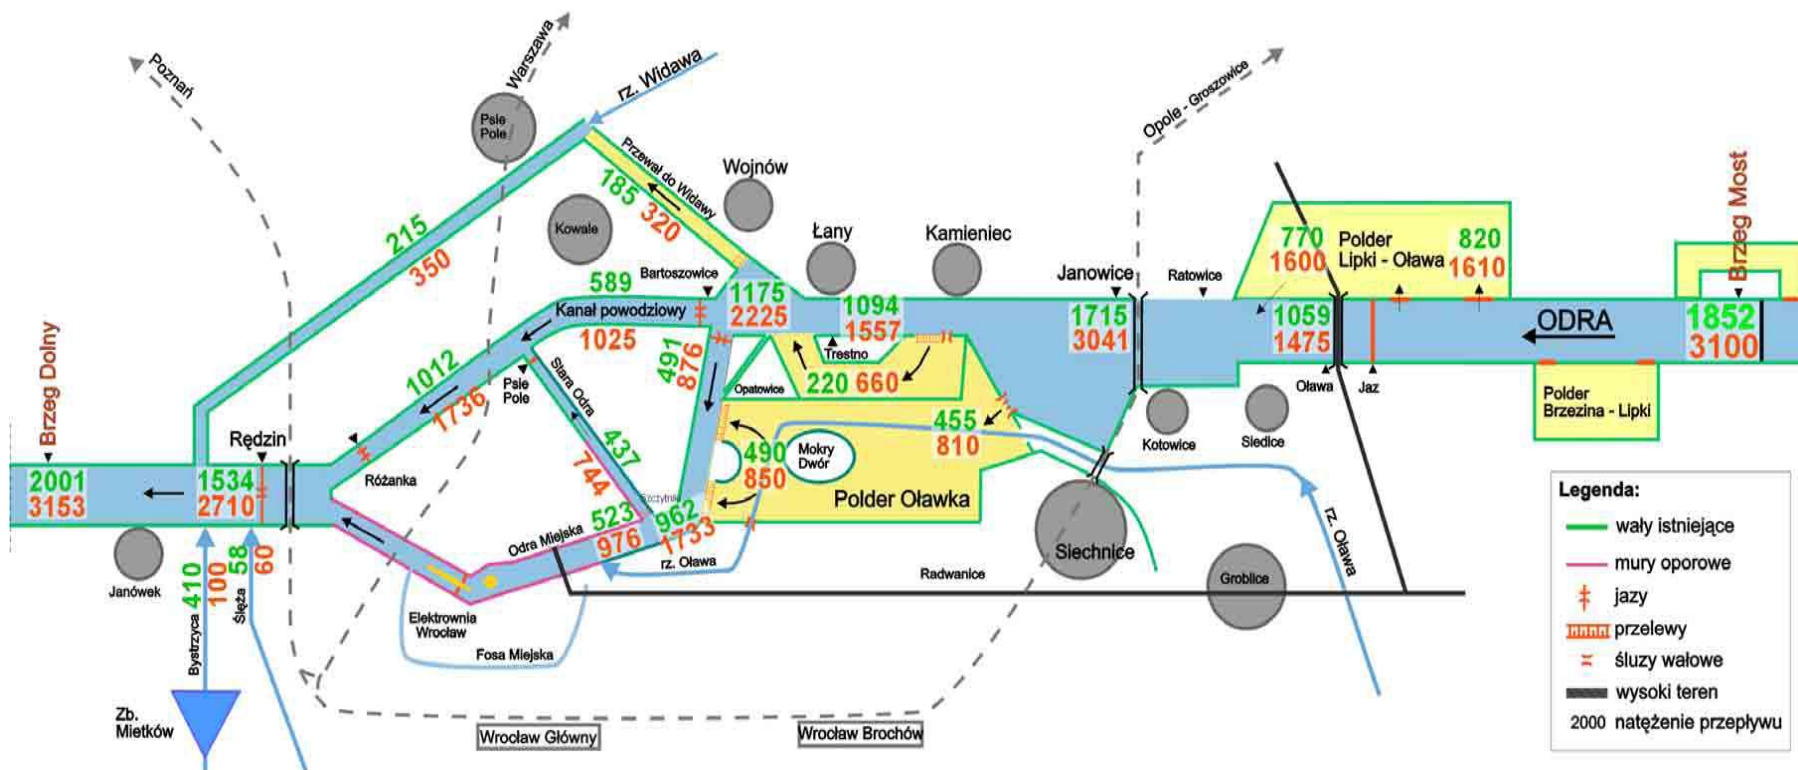 Poznań
Warszawa
rz. Widawa
Psie
Pole
Opole - Groszowice
Przewał do Widawy
185
320
Wojnów
Kowale
215
350
Łany
Kamieniec
Bartoszowice
589
Kanał powodziowy
1025
1175
2225
1094
1557
Janowice
Ratowice
1715
3041
770
1600
Polder
Lipki - Oława
820
1610
1059
1475
ODRA
Brzeg Most
1852
3100
Trestno
220 660
Opatowice
491
876
Oława
Jaz
Polder
Brzezina - Lipki
Kotowice
Siedlce
1012
1736
Psie
Pole
Stara Odra
437
744
Brzeg Dolny
Rędzin
2001
3153
1534
2710
Różanka
455
810
490
850
Mokry
Dwór
Polder Oławka
Szczytniki
523
976
962
1733
Odra Miejska
rz. Oława
Siechnice
Radwanice
Groblice
rz. Oława
Janówek
Bystrzyca
410
100
Ślęża
58
60
Elektrownia
Wrocław
Fosa Miejska
Zb.
Mietków
Wrocław Główny
Wrocław Brochów
Legenda:
wały istniejące
mury oporowe
jazy
przelewy
śluzy wałowe
wysoki teren
2000 natężenie przepływu